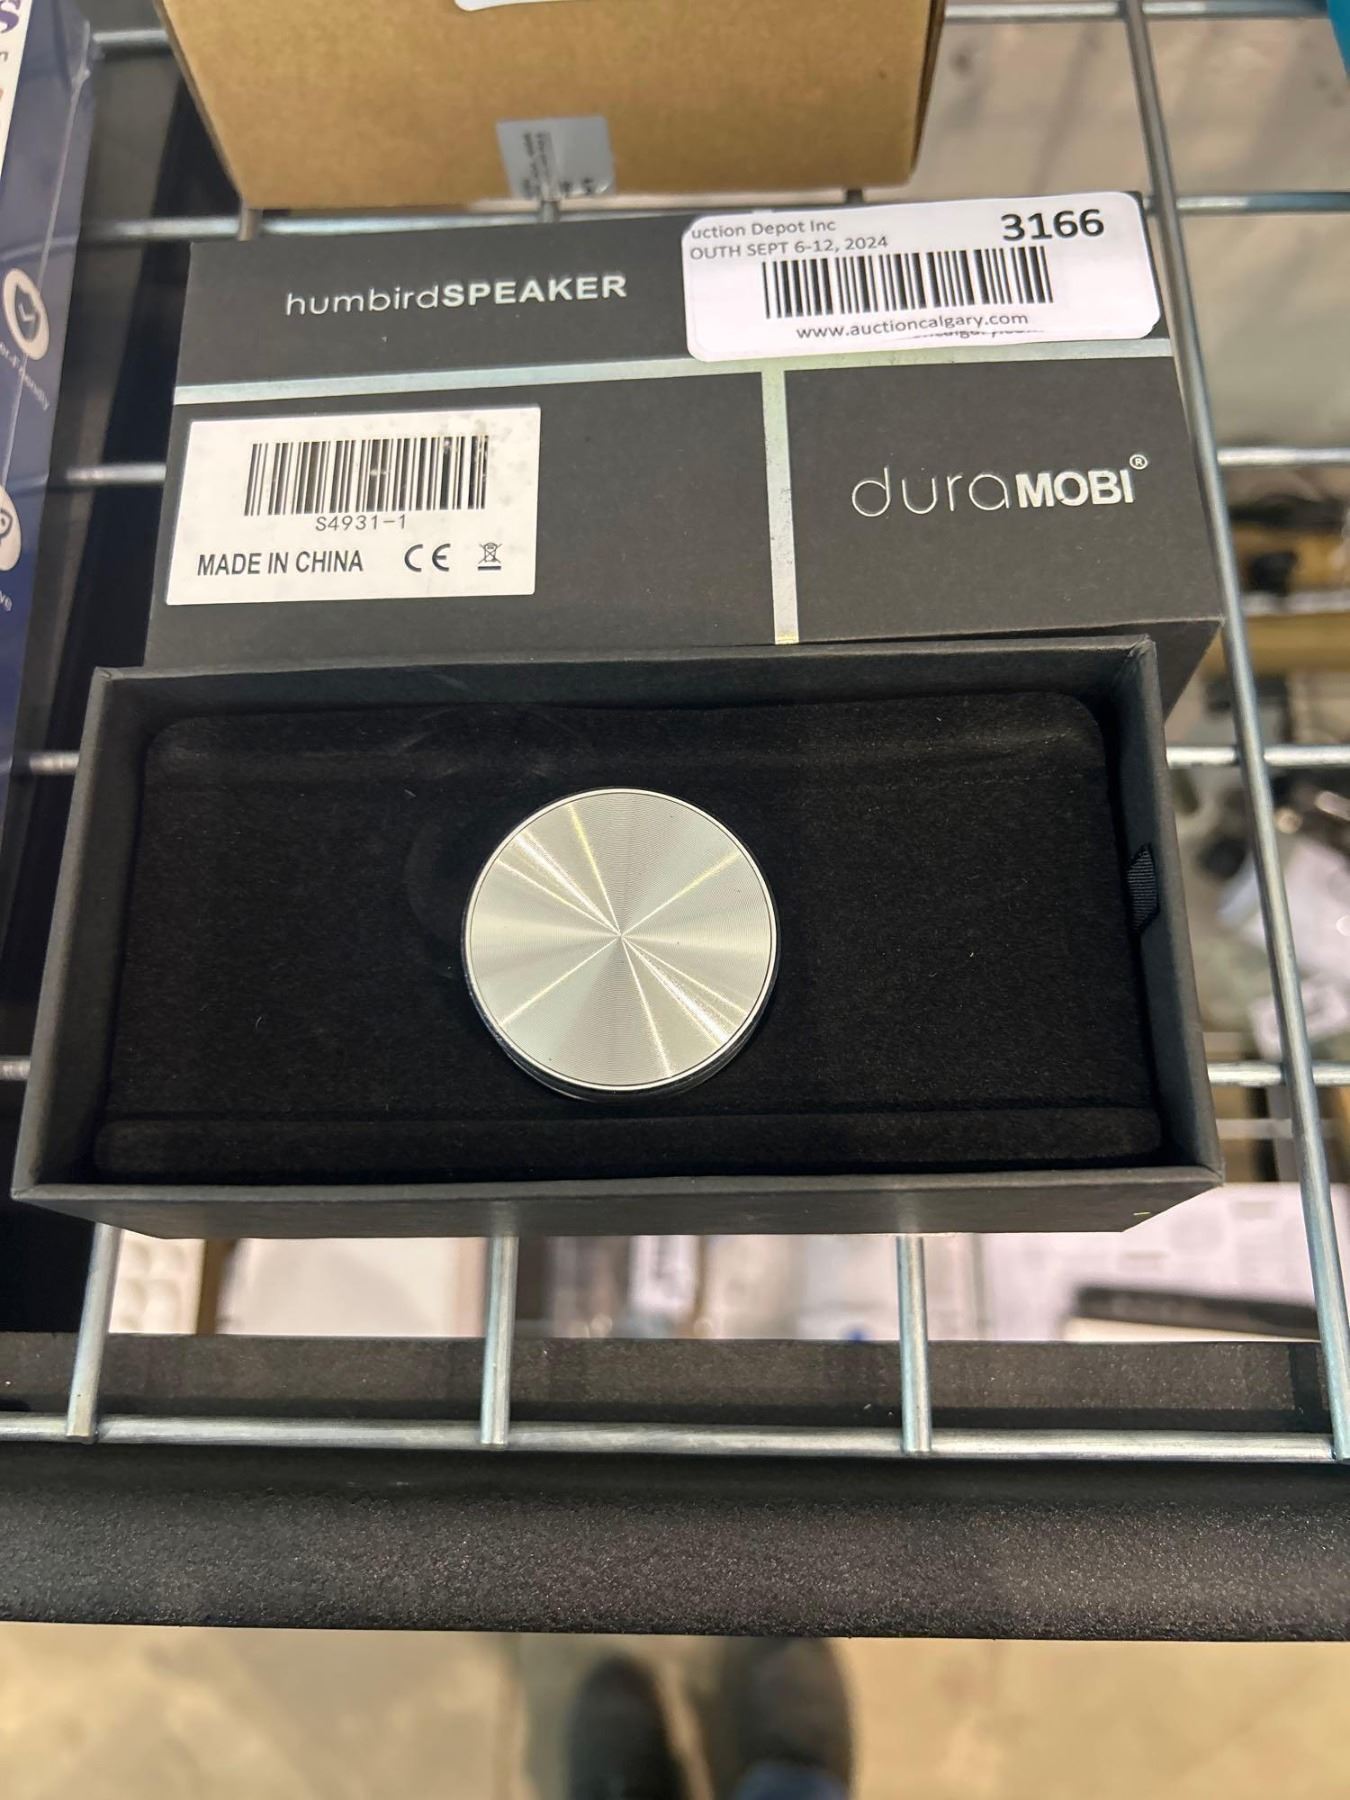 uction Depot Inc
3166
OUTH SEPT 6-12, 2024
www.auctioncalgary.com
humbirdSPEAKER
duraMOBI®
S4931-1
MADE IN CHINA CE